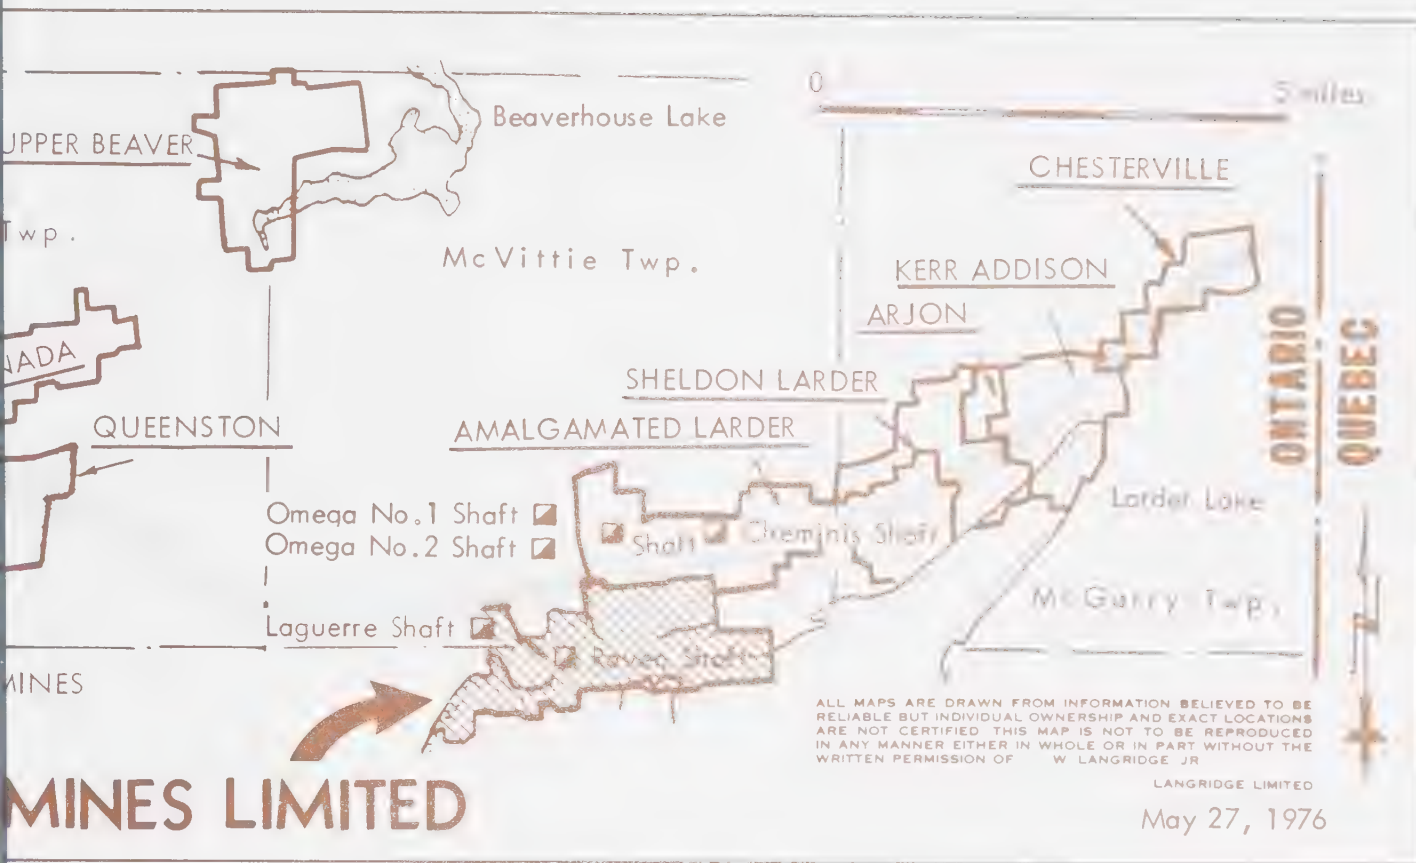 0 5 miles
Beaverhouse Lake
UPPER BEAVER
CHESTERVILLE
Twp.
McVittie Twp.
KERR ADDISON
ARJON
ONTARIO
QUEBEC
NADA
SHELDON LARDER
QUEENSTON
AMALGAMATED LARDER
Larder Lake
Omega No.1 Shaft
Shaft
Cheminis Shaft
Omega No.2 Shaft
McGarry Twp.
Laguerre Shaft
Raven Shaft
MINES
ALL MAPS ARE DRAWN FROM INFORMATION BELIEVED TO BE
RELIABLE BUT INDIVIDUAL OWNERSHIP AND EXACT LOCATIONS
ARE NOT CERTIFIED THIS MAP IS NOT TO BE REPRODUCED
IN ANY MANNER EITHER IN WHOLE OR IN PART WITHOUT THE
WRITTEN PERMISSION OF W LANGRIDGE JR
LANGRIDGE LIMITED
MINES LIMITED
May 27, 1976